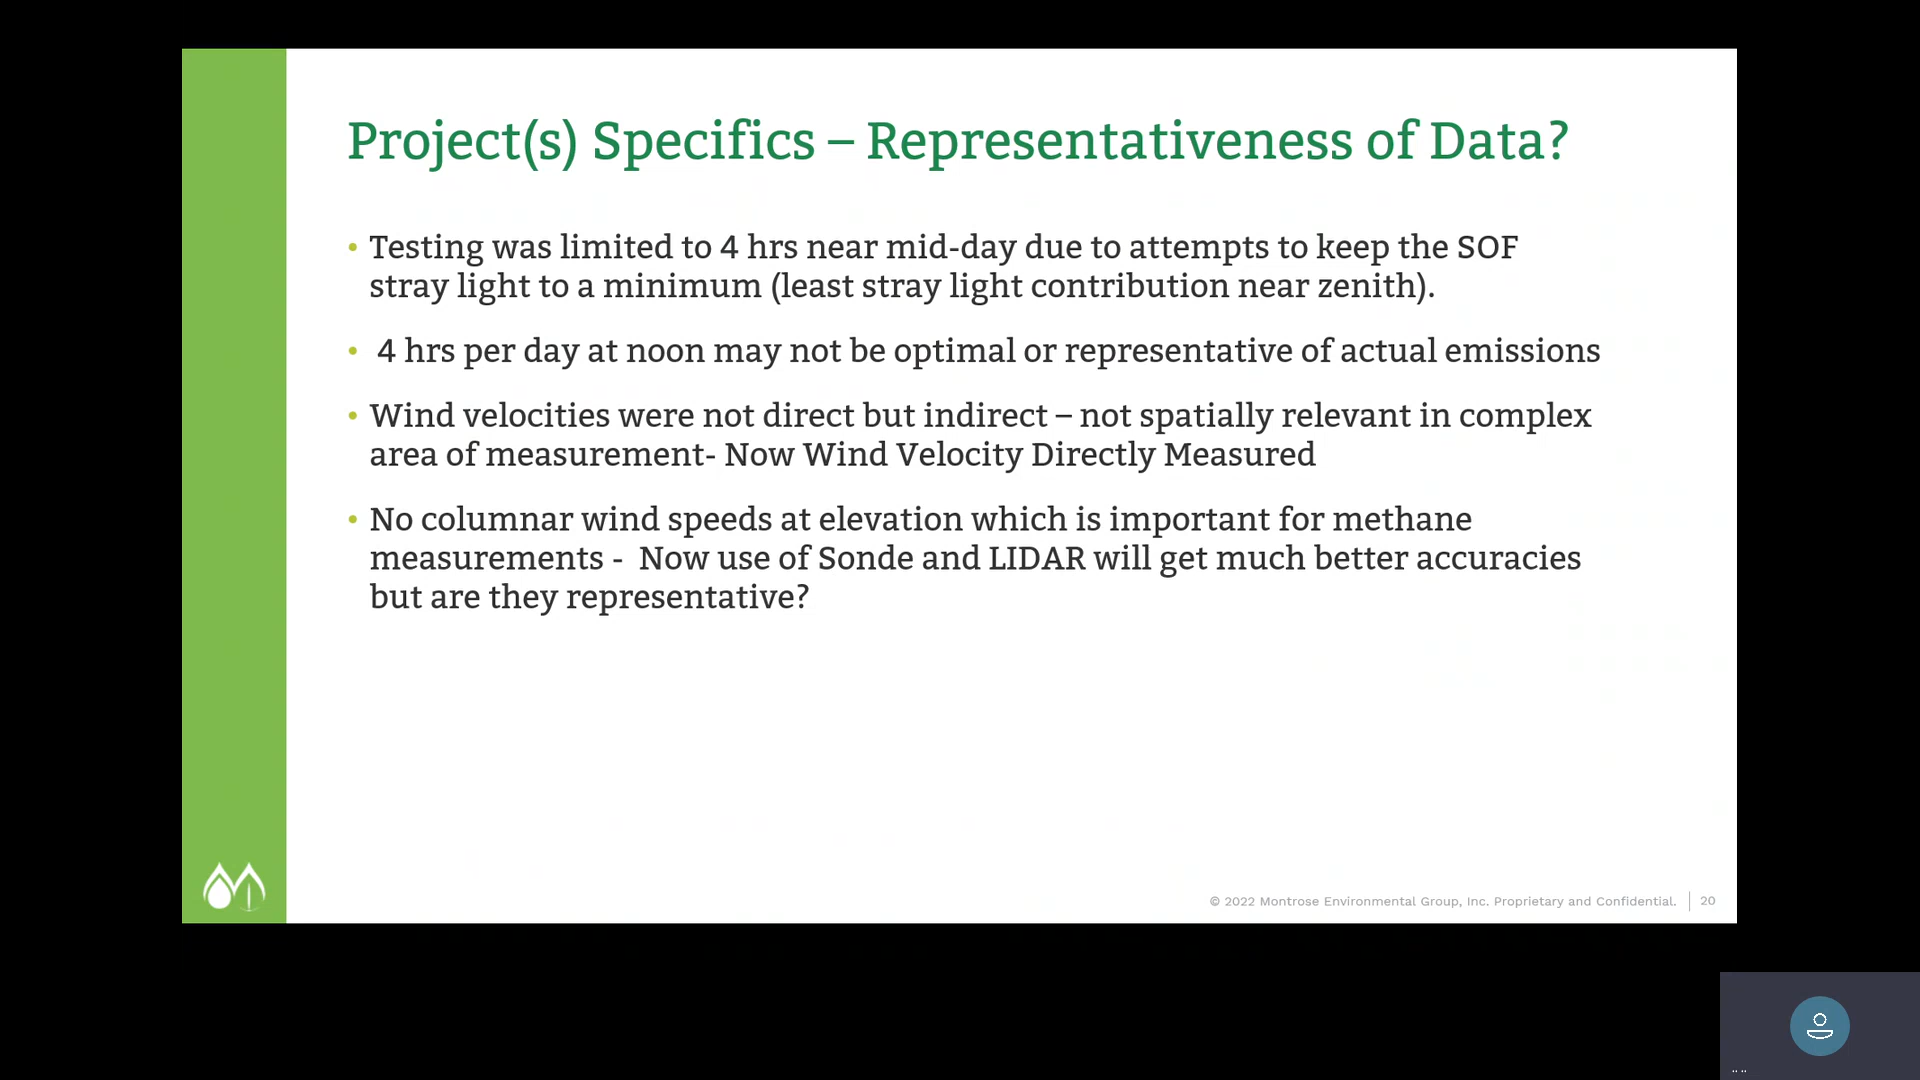 Project(s) Specifics – Representativeness of Data?
• Testing was limited to 4 hrs near mid-day due to attempts to keep the SOF
stray light to a minimum (least stray light contribution near zenith).
• 4 hrs per day at noon may not be optimal or representative of actual emissions
• Wind velocities were not direct but indirect – not spatially relevant in complex
area of measurement- Now Wind Velocity Directly Measured
• No columnar wind speeds at elevation which is important for methane
measurements - Now use of Sonde and LIDAR will get much better accuracies
but are they representative?
© 2022 Montrose Environmental Group, Inc. Proprietary and Confidential. | 20